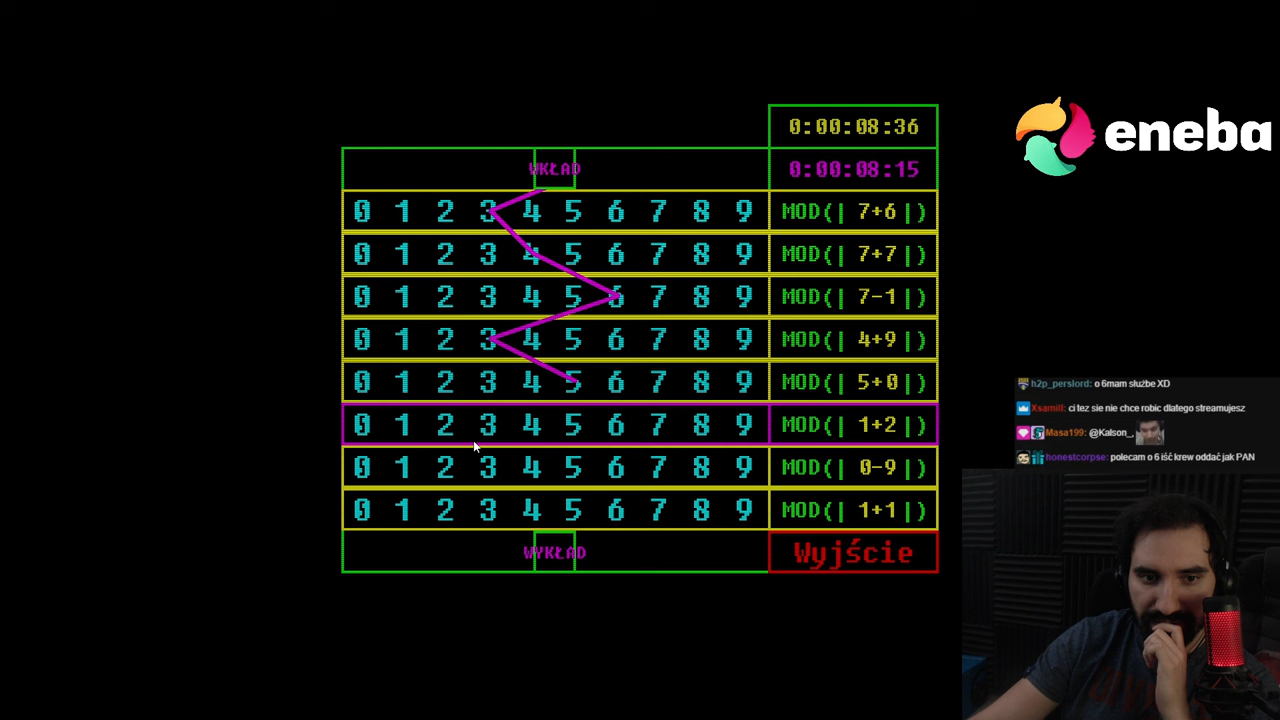 0:00:08:36
eneba
WKŁAD 0:00:08:15
0 1 2 3 4 5 6 7 8 9 MOD(| 7+6 |)
0 1 2 3 4 5 6 7 8 9 MOD(| 7+7 |)
0 1 2 3 4 5 6 7 8 9 MOD(| 7-1 |)
0 1 2 3 4 5 6 7 8 9 MOD(| 4+9 |)
0 1 2 3 4 5 6 7 8 9 MOD(| 5+0 |)
0 1 2 3 4 5 6 7 8 9 MOD(| 1+2 |)
0 1 2 3 4 5 6 7 8 9 MOD(| 0-9 |)
0 1 2 3 4 5 6 7 8 9 MOD(| 1+1 |)
WYKŁAD Wyjście
h2p_perslord: o 6mam służbe XD
Xsamill: ci tez sie nie chce robic dlatego streamujesz
Masa199: @Kalson_,
honestcorpse: polecam o 6 iść krew oddać jak PAN